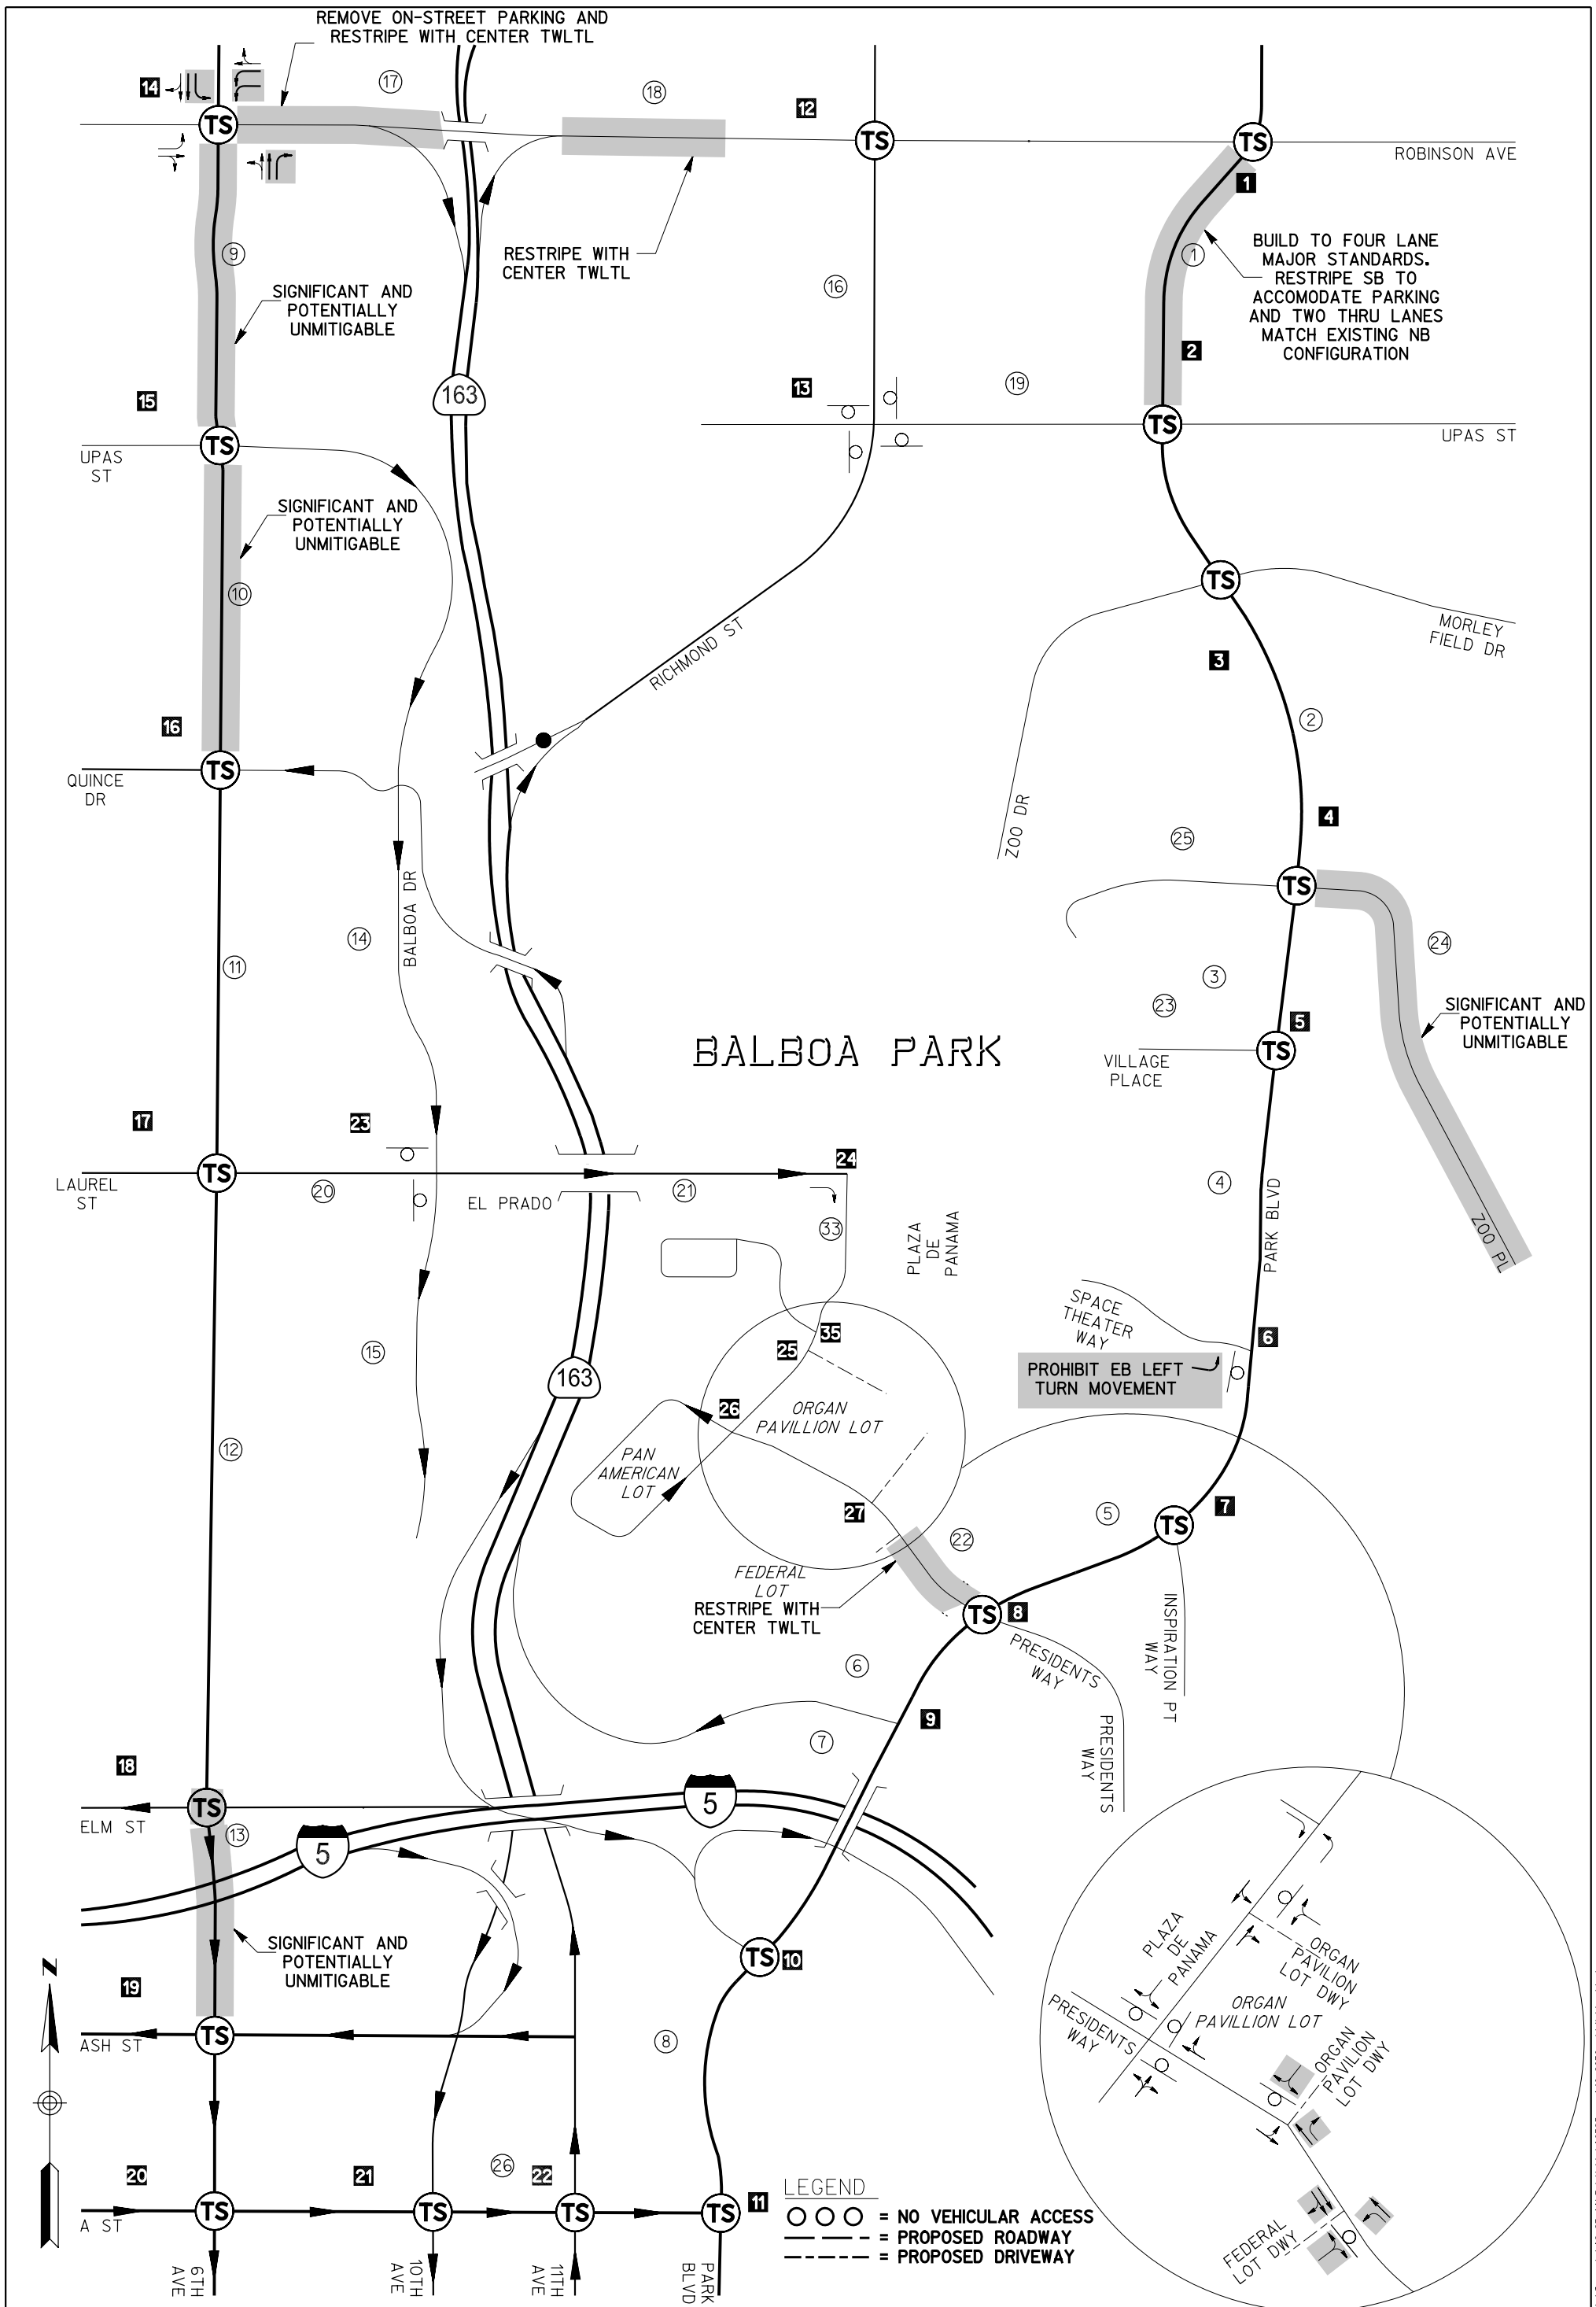 REMOVE ON-STREET PARKING AND
RESTRIPE WITH CENTER TWLTL
14
17
18
12
TS
TS
TS
ROBINSON AVE
1
9
RESTRIPE WITH
CENTER TWLTL
16
1
BUILD TO FOUR LANE
MAJOR STANDARDS.
RESTRIPE SB TO
ACCOMODATE PARKING
AND TWO THRU LANES
MATCH EXISTING NB
CONFIGURATION
SIGNIFICANT AND
POTENTIALLY
UNMITIGABLE
2
163
15
13
19
TS
TS
UPAS
ST
UPAS ST
SIGNIFICANT AND
POTENTIALLY
UNMITIGABLE
10
TS
MORLEY
FIELD DR
RICHMOND ST
3
16
2
TS
QUINCE
DR
ZOO DR
4
25
TS
BALBOA DR
14
11
24
3
23
SIGNIFICANT AND
POTENTIALLY
UNMITIGABLE
5
BALBOA PARK
TS
VILLAGE
PLACE
17
23
24
TS
LAUREL
ST
20
EL PRADO
21
33
4
PLAZA
DE
PANAMA
PARK BLVD
ZOO PL
SPACE
THEATER
WAY
6
35
25
15
163
PROHIBIT EB LEFT
TURN MOVEMENT
26
ORGAN
PAVILLION LOT
12
PAN
AMERICAN
LOT
27
5
7
TS
22
FEDERAL
LOT
RESTRIPE WITH
CENTER TWLTL
TS
8
PRESIDENTS
WAY
INSPIRATION PT
WAY
6
9
7
PRESIDENTS
WAY
18
TS
ELM ST
13
5
5
SIGNIFICANT AND
POTENTIALLY
UNMITIGABLE
TS
10
N
19
TS
ASH ST
8
PLAZA
DE
PANAMA
ORGAN
PAVILION
LOT DWY
ORGAN
PAVILLION LOT
PRESIDENTS
WAY
ORGAN
PAVILION
LOT DWY
FEDERAL
LOT DWY
20
21
26
22
11
TS
TS
TS
TS
A ST
6TH
AVE
10TH
AVE
11TH
AVE
PARK
BLVD
LEGEND
= NO VEHICULAR ACCESS
= PROPOSED ROADWAY
= PROPOSED DRIVEWAY